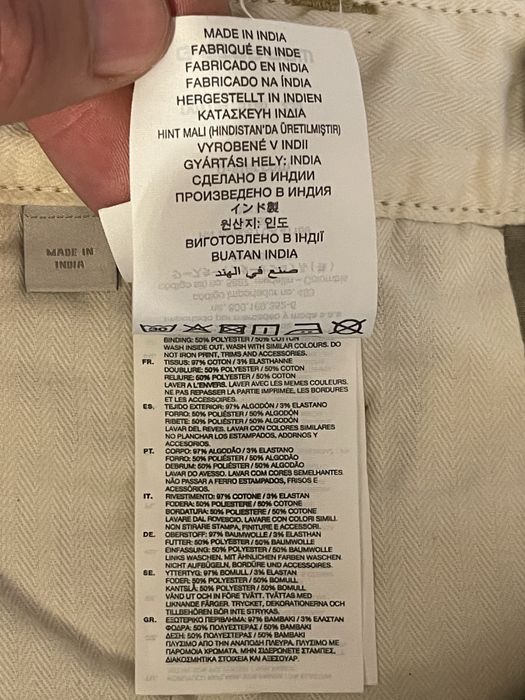 MADE IN INDIA
FABRIQUÉ EN INDE
FABRICADO EN INDIA
FABRICADO NA ÍNDIA
HERGESTELLT IN INDIEN
ΚΑΤΑΣΚΕΥΗ ΙΝΔΙΑ
HINT MALI (HINDISTAN'DA ÜRETILMIŞTIR)
VYROBENÉ V INDII
GYÁRTÁSI HELY: INDIA
СДЕЛАНО В ИНДИИ
ПРОИЗВЕДЕНО В ИНДИЯ
インド製
원산지: 인도
ВИГОТОВЛЕНО В ІНДІЇ
BUATAN INDIA
صنع في الهند
MADE IN
INDIA
BINDING: 50% POLYESTER / 50% COTTON
WASH INSIDE OUT. WASH WITH SIMILAR COLOURS. DO
NOT IRON PRINT, TRIMS AND ACCESSORIES.
FR. TISSUS: 97% COTON / 3% ELASTHANNE
DOUBLURE: 50% POLYESTER / 50% COTON
RELIURE: 50% POLYESTER / 50% COTON
LAVER A L'ENVERS. LAVER AVEC LES MEMES COULEURS.
NE PAS REPASSER LA PARTIE IMPRIMEE, LES BORDURES
ET LES ACCESSOIRES.
ES. TEJIDO EXTERIOR: 97% ALGODÓN / 3% ELASTANO
FORRO: 50% POLIÉSTER / 50% ALGODÓN
RIBETE: 50% POLIÉSTER / 50% ALGODÓN
LAVAR DEL REVES. LAVAR CON COLORES SIMILARES
NO PLANCHAR LOS ESTAMPADOS, ADORNOS Y
ACCESORIOS.
PT. CORPO: 97% ALGODÃO / 3% ELASTANO
FORRO: 50% POLIÉSTER / 50% ALGODÃO
DEBRUM: 50% POLIÉSTER / 50% ALGODÃO
LAVAR DO AVESSO. LAVAR COM CORES SEMELHANTES.
NÃO PASSAR A FERRO ESTAMPADOS, FRISOS E
ACESSÓRIOS.
IT. RIVESTIMENTO: 97% COTONE / 3% ELASTAN
FODERA: 50% POLIESTERE / 50% COTONE
BORDATURA: 50% POLIESTERE / 50% COTONE
LAVARE DAL ROVESCIO. LAVARE CON COLORI SIMILI.
NON STIRARE STAMPA, FINITURE E ACCESSORI.
DE. OBERSTOFF: 97% BAUMWOLLE / 3% ELASTHAN
FUTTER: 50% POLYESTER / 50% BAUMWOLLE
EINFASSUNG: 50% POLYESTER / 50% BAUMWOLLE
LINKS WASCHEN. MIT ÄHNLICHEN FARBEN WASCHEN.
NICHT AUFBÜGELN, BORDÜRE UND ACCESSOIRES.
SE. YTTERTYG: 97% BOMULL / 3% ELASTAN
FODER: 50% POLYESTER / 50% BOMULL
KANTSLÅ: 50% POLYESTER / 50% BOMULL
VÄND UT OCH IN FÖRE TVÄTT. TVÄTTAS MED
LIKNANDE FÄRGER. TRYCKET, DEKORATIONERNA OCH
TILLBEHÖREN BÖR INTE STRYKAS.
GR. ΕΞΩΤΕΡΙΚΟ ΠΕΡΙΒΛΗΜΑ: 97% ΒΑΜΒΑΚΙ / 3% ΕΛΑΣΤΑΝ
ΦΟΔΡΑ: 50% ΠΟΛΥΕΣΤΕΡΑΣ / 50% ΒΑΜΒΑΚΙ
ΔΕΣΗ: 50% ΠΟΛΥΕΣΤΕΡΑΣ / 50% ΒΑΜΒΑΚΙ
ΠΛΥΣΙΜΟ ΑΠΟ ΤΗΝ ΑΝΑΠΟΔΗ ΠΛΕΥΡΑ. ΠΛΥΣΙΜΟ ΜΕ
ΠΑΡΟΜΟΙΑ ΧΡΩΜΑΤΑ. ΜΗΝ ΣΙΔΕΡΩΝΕΤΕ ΣΤΑΜΠΕΣ,
ΔΙΑΚΟΣΜΗΤΙΚΑ ΣΤΟΙΧΕΙΑ ΚΑΙ ΑΞΕΣΟΥΑΡ.